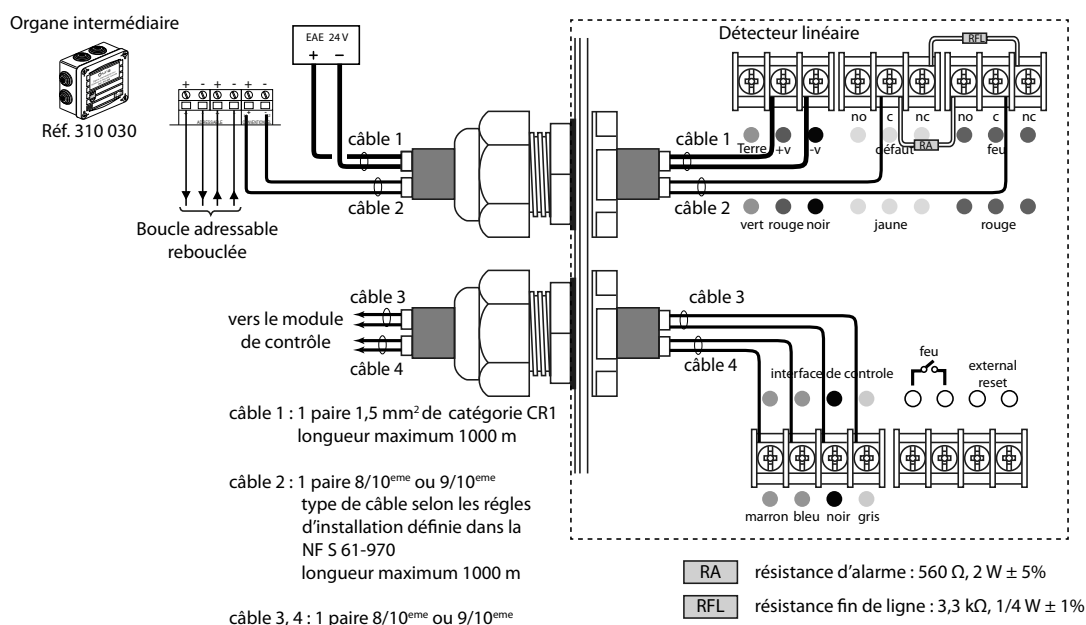 Organe intermédiaire
Réf. 310 030
+ - + - + -
ADRESSABLE
CONVENTIONNEL
EAE 24 V
+ -
câble 1
câble 2
Boucle adressable
rebouclée
Détecteur linéaire
RFL
no c nc no c nc
RA
câble 1
Terre +v -v défaut feu
câble 2
vert rouge noir jaune rouge
câble 3
vers le module
de contrôle
câble 4
câble 3
câble 4
interface de controle
feu
external
reset
marron bleu noir gris
câble 1 : 1 paire 1,5 mm² de catégorie CR1
longueur maximum 1000 m
câble 2 : 1 paire 8/10eme ou 9/10eme
type de câble selon les régles
d'installation définie dans la
NF S 61-970
longueur maximum 1000 m
câble 3, 4 : 1 paire 8/10eme ou 9/10eme
RA résistance d'alarme : 560 Ω, 2 W ± 5%
RFL résistance fin de ligne : 3,3 kΩ, 1/4 W ± 1%